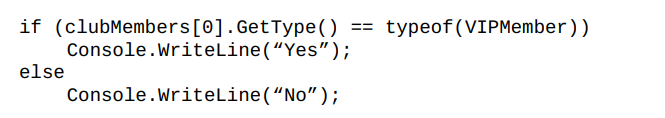 if (clubMembers[0].GetType() == typeof(VIPMember))
    Console.WriteLine(“Yes”);
else
    Console.WriteLine(“No”);